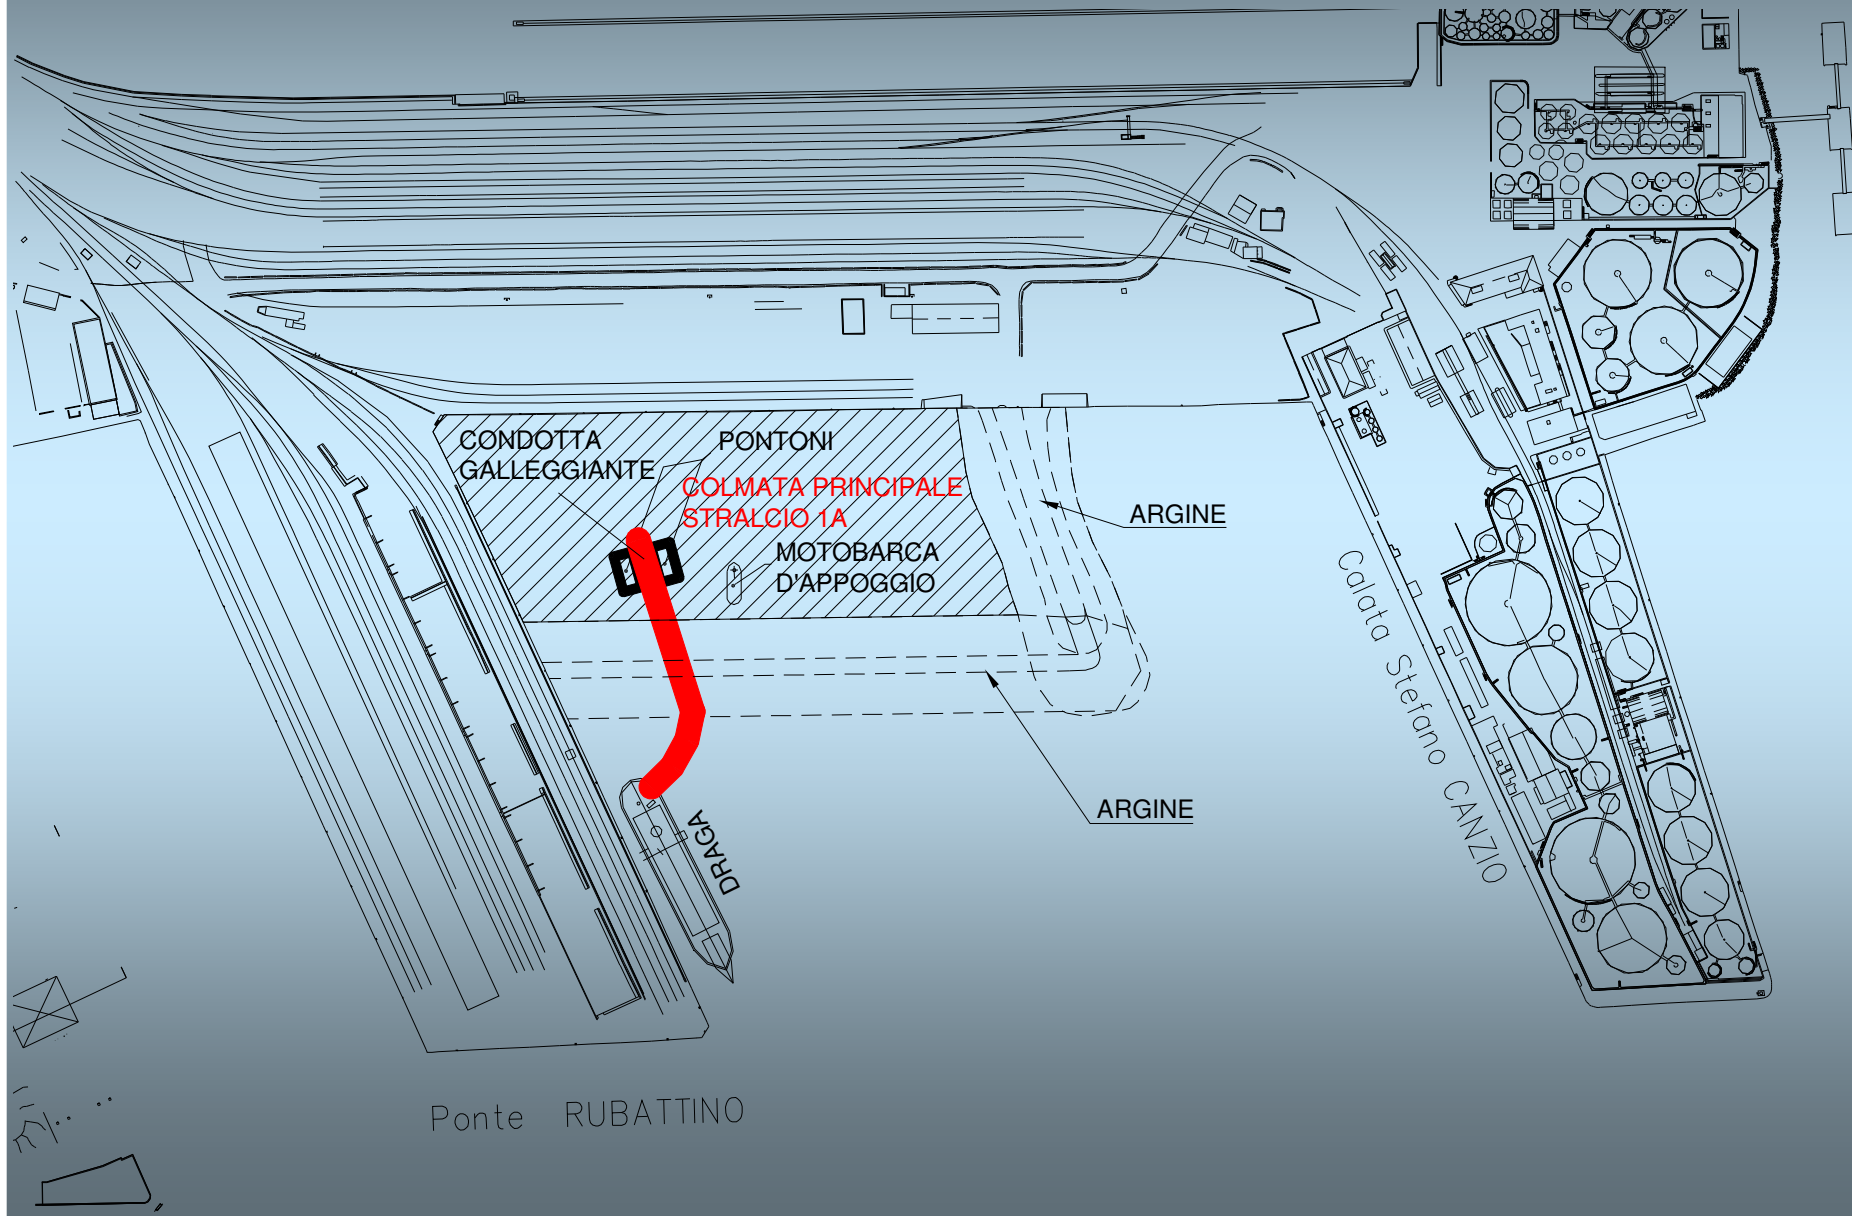 CONDOTTA
GALLEGGIANTE
PONTONI
COLMATA PRINCIPALE
STRALCIO 1A
MOTOBARCA
D'APPOGGIO
ARGINE
ARGINE
DRAGA
Calata Stefano CANZIO
Ponte RUBATTINO